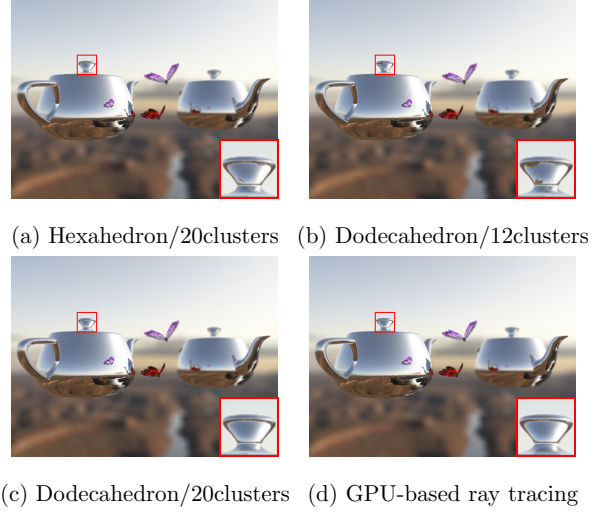 (a) Hexahedron/20clusters
(b) Dodecahedron/12clusters
(c) Dodecahedron/20clusters
(d) GPU-based ray tracing